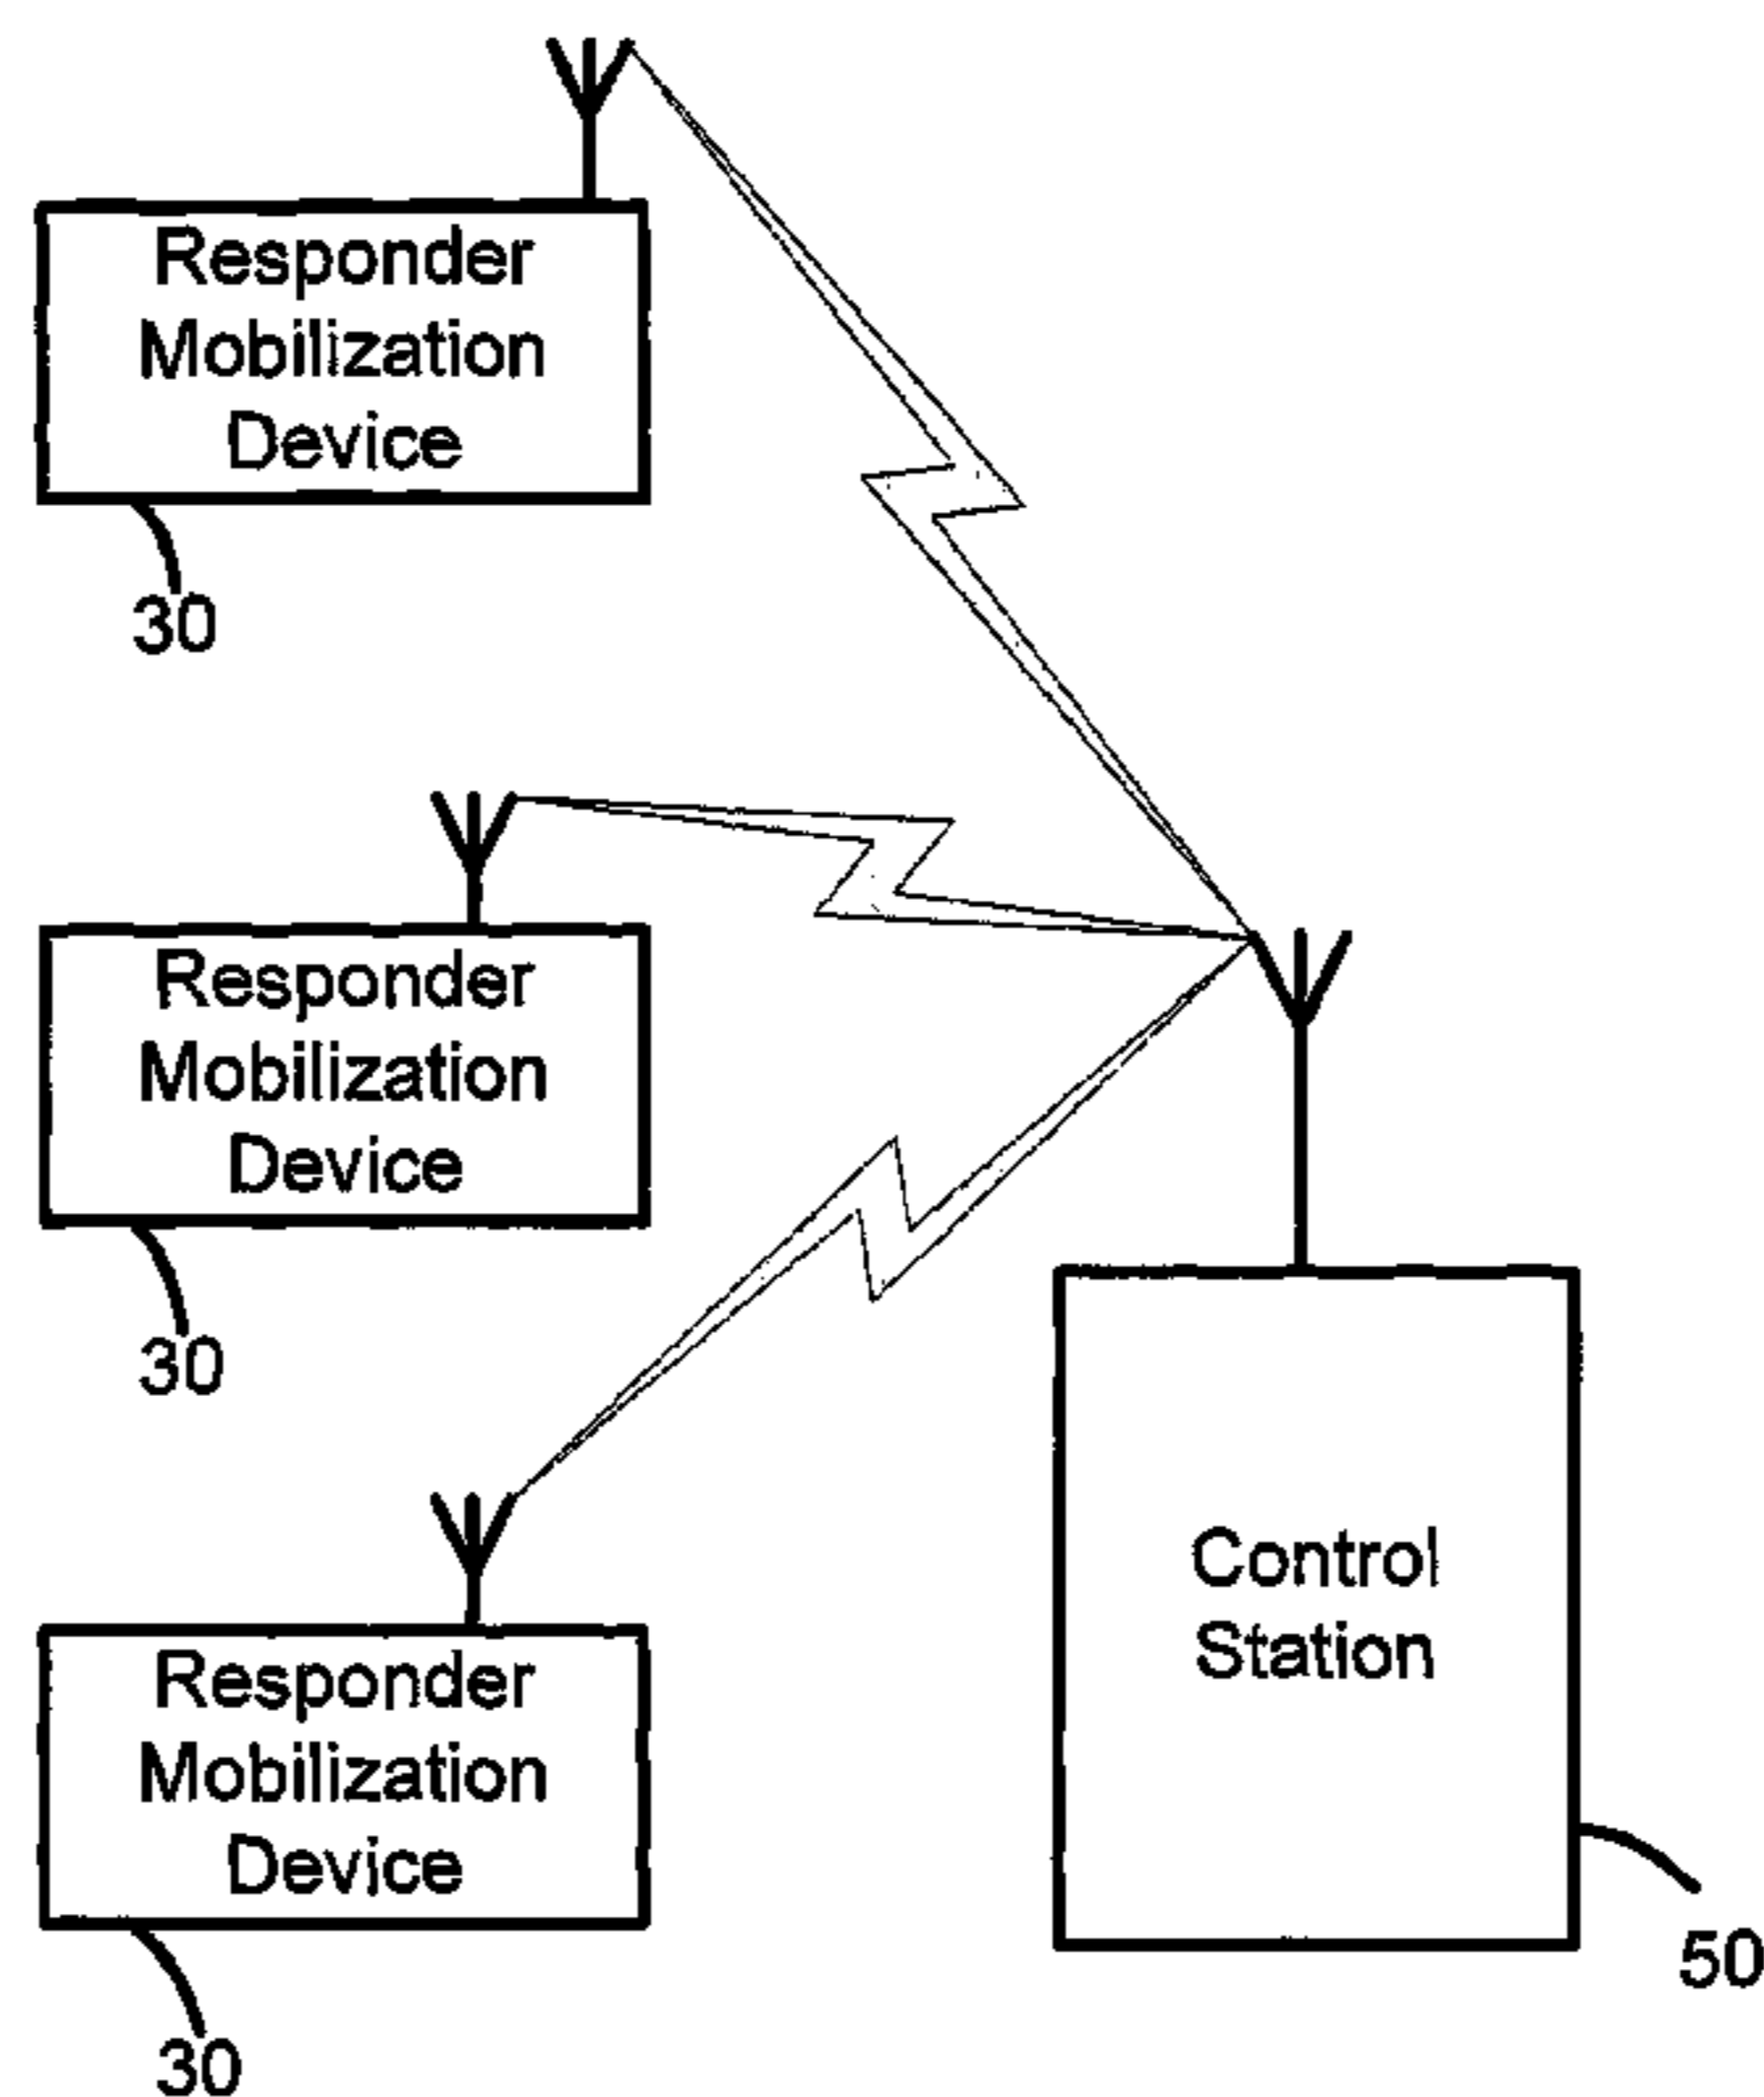 Responder
Mobilization
Device
30
Responder
Mobilization
Device
30
Control
Station
50
Responder
Mobilization
Device
30